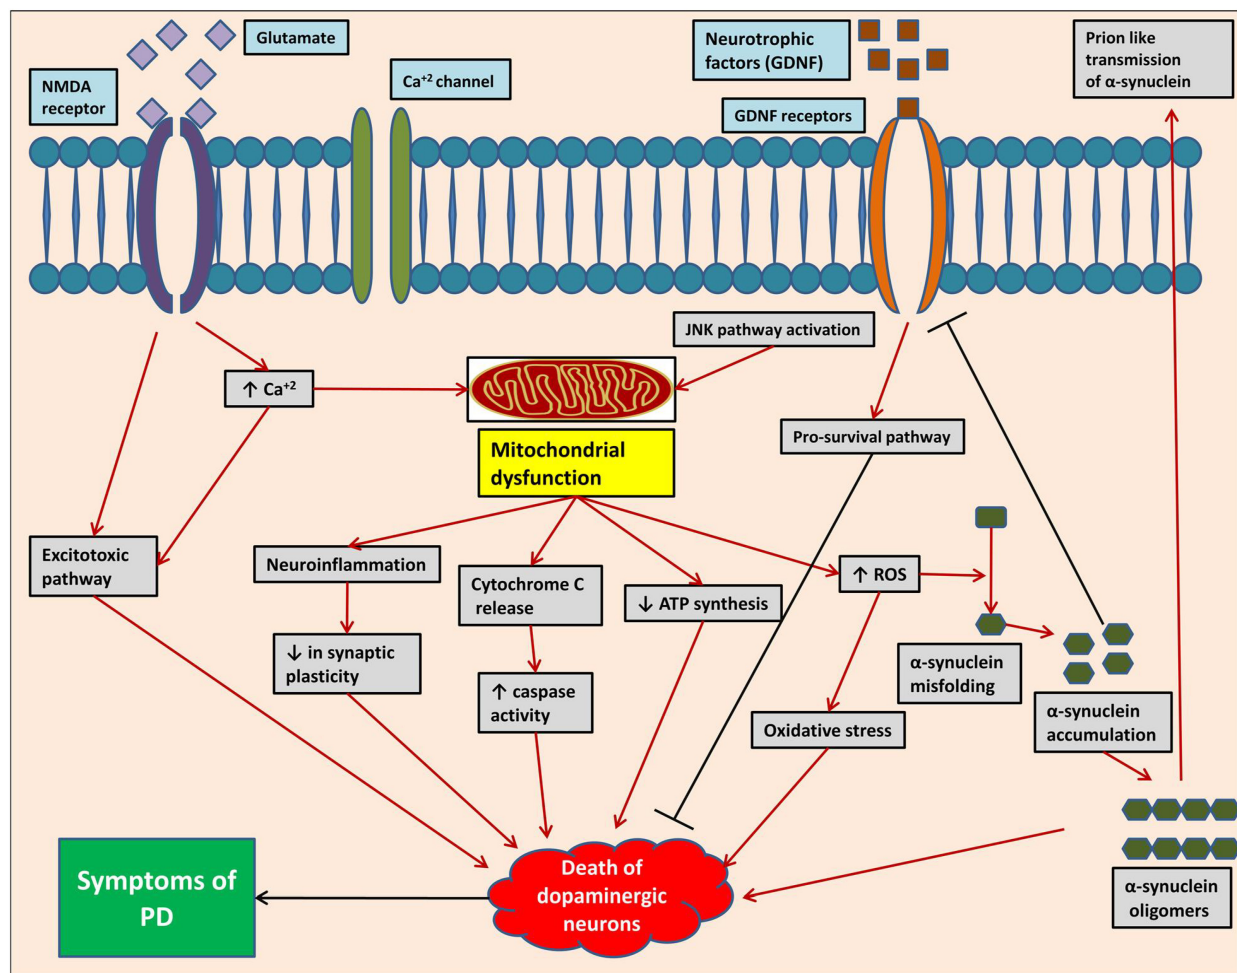 Glutamate
NMDA
receptor
Ca+2 channel
Neurotrophic
factors (GDNF)
GDNF receptors
Prion like
transmission
of α-synuclein
JNK pathway activation
↑ Ca+2
Mitochondrial
dysfunction
Pro-survival pathway
Excitotoxic
pathway
Neuroinflammation
Cytochrome C
release
↓ ATP synthesis
↑ ROS
↓ in synaptic
plasticity
↑ caspase
activity
Oxidative stress
α-synuclein
misfolding
α-synuclein
accumulation
Symptoms of
PD
Death of
dopaminergic
neurons
α-synuclein
oligomers